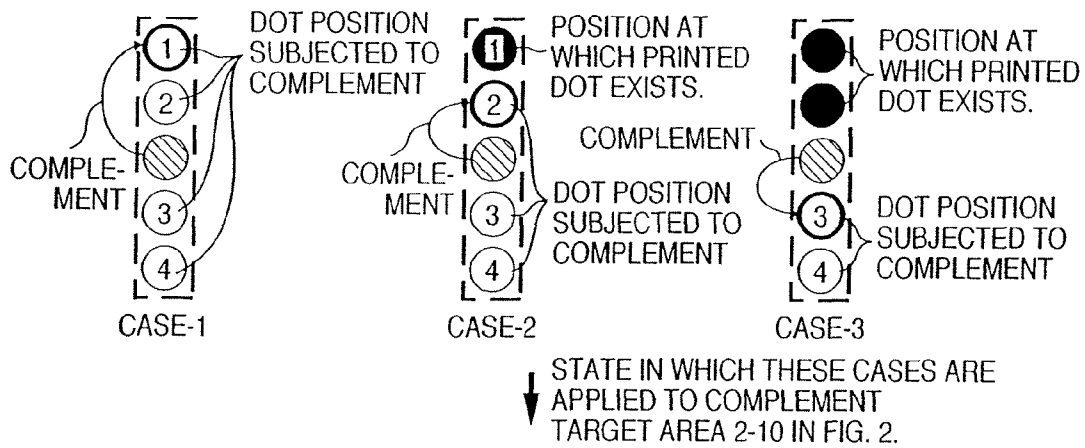 DOT POSITION
SUBJECTED TO
COMPLEMENT
1
2
3
4
COMPLE-
MENT
CASE-1
POSITION AT
WHICH PRINTED
DOT EXISTS.
1
2
3
4
COMPLE-
MENT
DOT POSITION
SUBJECTED TO
COMPLEMENT
CASE-2
POSITION AT
WHICH PRINTED
DOT EXISTS.
COMPLEMENT
3
4
DOT POSITION
SUBJECTED TO
COMPLEMENT
CASE-3
STATE IN WHICH THESE CASES ARE
APPLIED TO COMPLEMENT
TARGET AREA 2-10 IN FIG. 2.